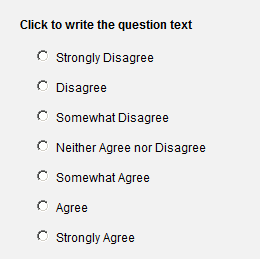 Click to write the question text
Strongly Disagree
Disagree
Somewhat Disagree
Neither Agree nor Disagree
Somewhat Agree
Agree
Strongly Agree